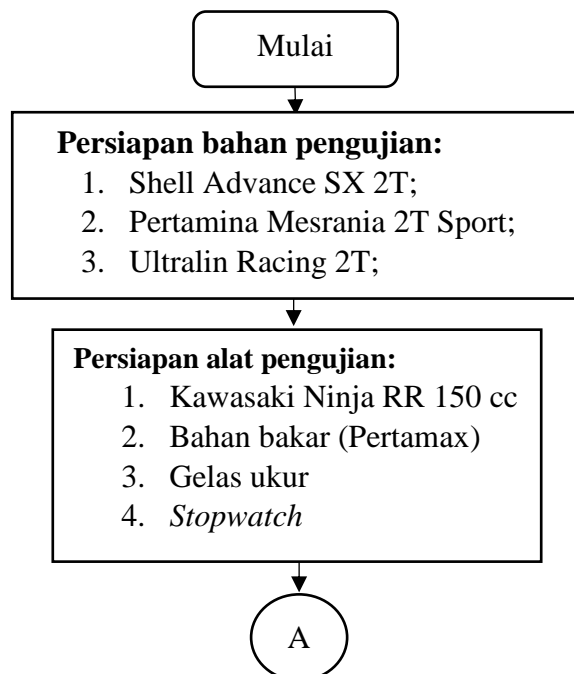 Mulai
Persiapan bahan pengujian:
1. Shell Advance SX 2T;
2. Pertamina Mesrania 2T Sport;
3. Ultralin Racing 2T;
Persiapan alat pengujian:
1. Kawasaki Ninja RR 150 cc
2. Bahan bakar (Pertamax)
3. Gelas ukur
4. Stopwatch
A